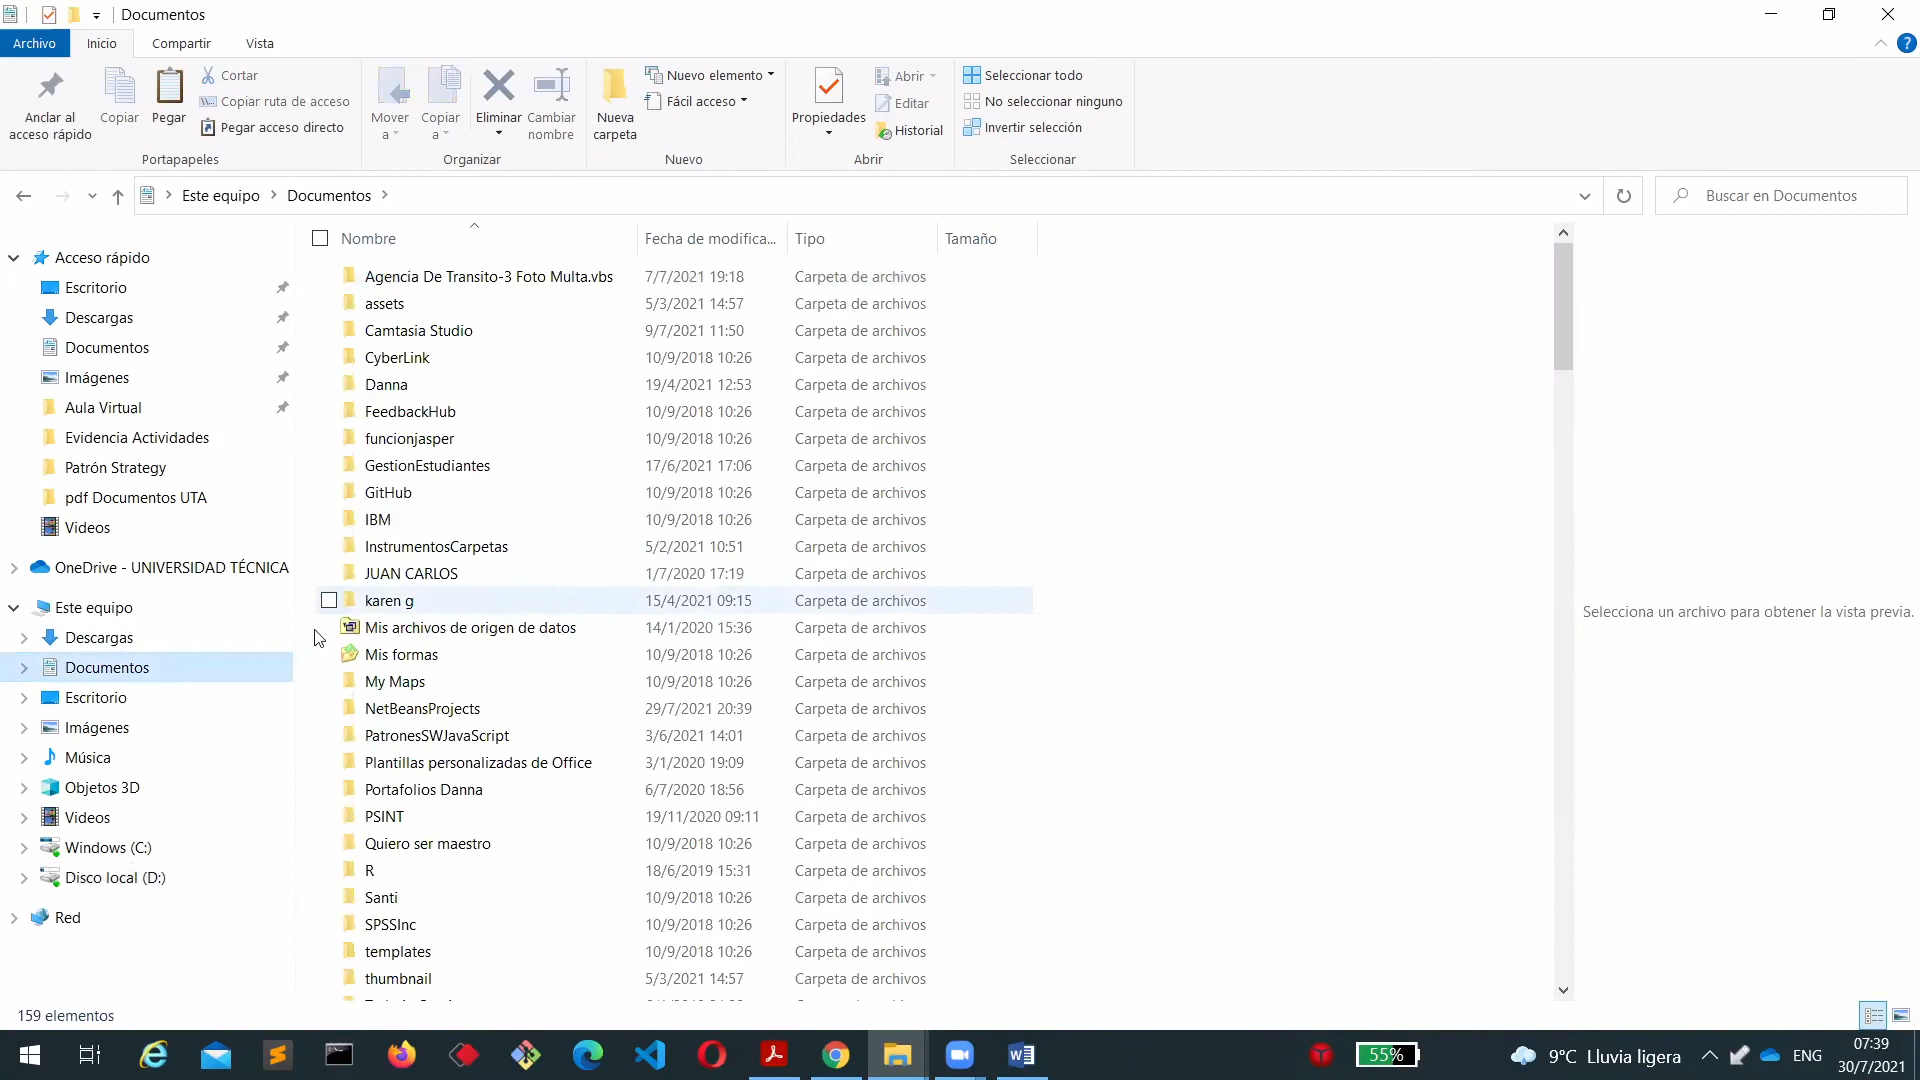 Documentos
Archivo Inicio Compartir Vista
Anclar al acceso rápido
Copiar
Pegar
Cortar
Copiar ruta de acceso
Pegar acceso directo
Portapapeles
Mover a
Copiar a
Eliminar
Cambiar nombre
Organizar
Nueva carpeta
Nuevo elemento
Fácil acceso
Nuevo
Propiedades
Abrir
Editar
Historial
Abrir
Seleccionar todo
No seleccionar ninguno
Invertir selección
Seleccionar
Este equipo > Documentos >
Buscar en Documentos
Acceso rápido
Escritorio
Descargas
Documentos
Imágenes
Aula Virtual
Evidencia Actividades
Patrón Strategy
pdf Documentos UTA
Videos
OneDrive - UNIVERSIDAD TÉCNICA
Este equipo
Descargas
Documentos
Escritorio
Imágenes
Música
Objetos 3D
Videos
Windows (C:)
Disco local (D:)
Red
Nombre Fecha de modifica... Tipo Tamaño
Agencia De Transito-3 Foto Multa.vbs 7/7/2021 19:18 Carpeta de archivos
assets 5/3/2021 14:57 Carpeta de archivos
Camtasia Studio 9/7/2021 11:50 Carpeta de archivos
CyberLink 10/9/2018 10:26 Carpeta de archivos
Danna 19/4/2021 12:53 Carpeta de archivos
FeedbackHub 10/9/2018 10:26 Carpeta de archivos
funcionjasper 10/9/2018 10:26 Carpeta de archivos
GestionEstudiantes 17/6/2021 17:06 Carpeta de archivos
GitHub 10/9/2018 10:26 Carpeta de archivos
IBM 10/9/2018 10:26 Carpeta de archivos
InstrumentosCarpetas 5/2/2021 10:51 Carpeta de archivos
JUAN CARLOS 1/7/2020 17:19 Carpeta de archivos
karen g 15/4/2021 09:15 Carpeta de archivos
Mis archivos de origen de datos 14/1/2020 15:36 Carpeta de archivos
Mis formas 10/9/2018 10:26 Carpeta de archivos
My Maps 10/9/2018 10:26 Carpeta de archivos
NetBeansProjects 29/7/2021 20:39 Carpeta de archivos
PatronesSWJavaScript 3/6/2021 14:01 Carpeta de archivos
Plantillas personalizadas de Office 3/1/2020 19:09 Carpeta de archivos
Portafolios Danna 6/7/2020 18:56 Carpeta de archivos
PSINT 19/11/2020 09:11 Carpeta de archivos
Quiero ser maestro 10/9/2018 10:26 Carpeta de archivos
R 18/6/2019 15:31 Carpeta de archivos
Santi 10/9/2018 10:26 Carpeta de archivos
SPSSInc 10/9/2018 10:26 Carpeta de archivos
templates 10/9/2018 10:26 Carpeta de archivos
thumbnail 5/3/2021 14:57 Carpeta de archivos
Selecciona un archivo para obtener la vista previa.
159 elementos
55%
9°C Lluvia ligera
ENG
07:39
30/7/2021